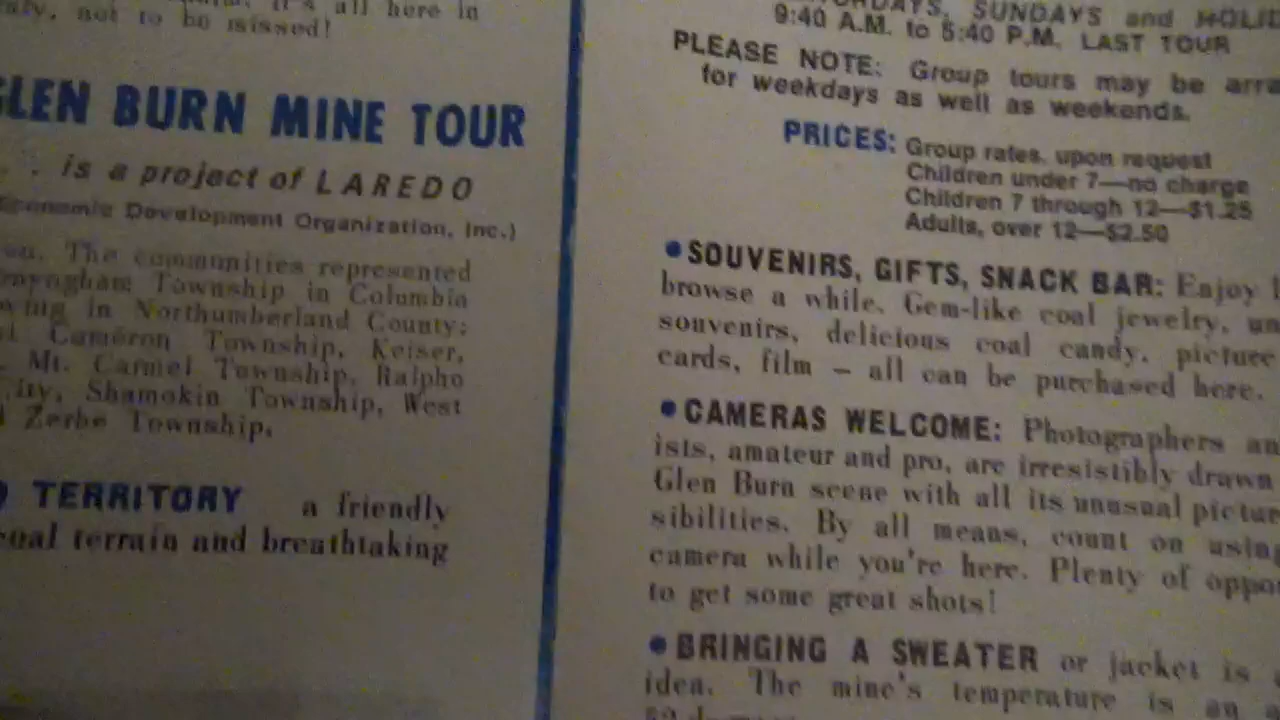 all here in
not to be missed!
GLEN BURN MINE TOUR
. . is a project of LAREDO
Economic Development Organization, Inc.)
The communities represented
Township in Columbia
in Northumberland County:
Cameron Township, Keiser,
Mt. Carmel Township, Ralpho
Shamokin Township, West
Zerbe Township.
TERRITORY a friendly
terrain and breathtaking
SUNDAYS and
9:40 A.M. to 5:40 P.M. LAST TOUR
PLEASE NOTE: Group tours may be
for weekdays as well as weekends.
PRICES: Group rates. upon request
Children under 7—no charge
Children 7 through 12—$1.25
Adults, over 12—$2.50
•SOUVENIRS, GIFTS, SNACK BAR: Enjoy
browse a while. Gem-like coal jewelry,
souvenirs, delicious coal candy, picture
cards, film – all can be purchased here.
•CAMERAS WELCOME: Photographers
ists, amateur and pro, are irresistibly drawn
Glen Burn scene with all its unusual
sibilities. By all means, count on
camera while you're here. Plenty of
to get some great shots!
•BRINGING A SWEATER or jacket is
idea. The mine's temperature is an